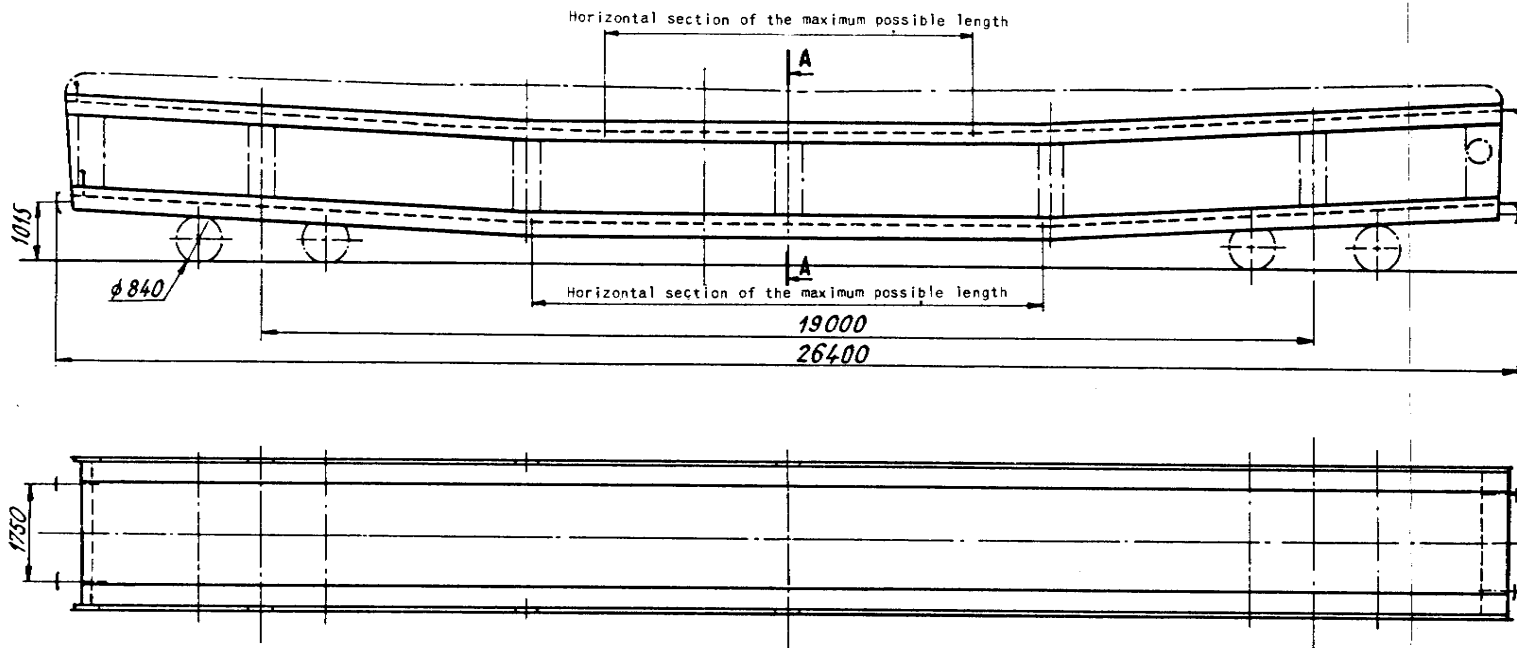 Horizontal section of the maximum possible length
A
1015
A
φ840
Horizontal section of the maximum possible length
19000
26400
1750